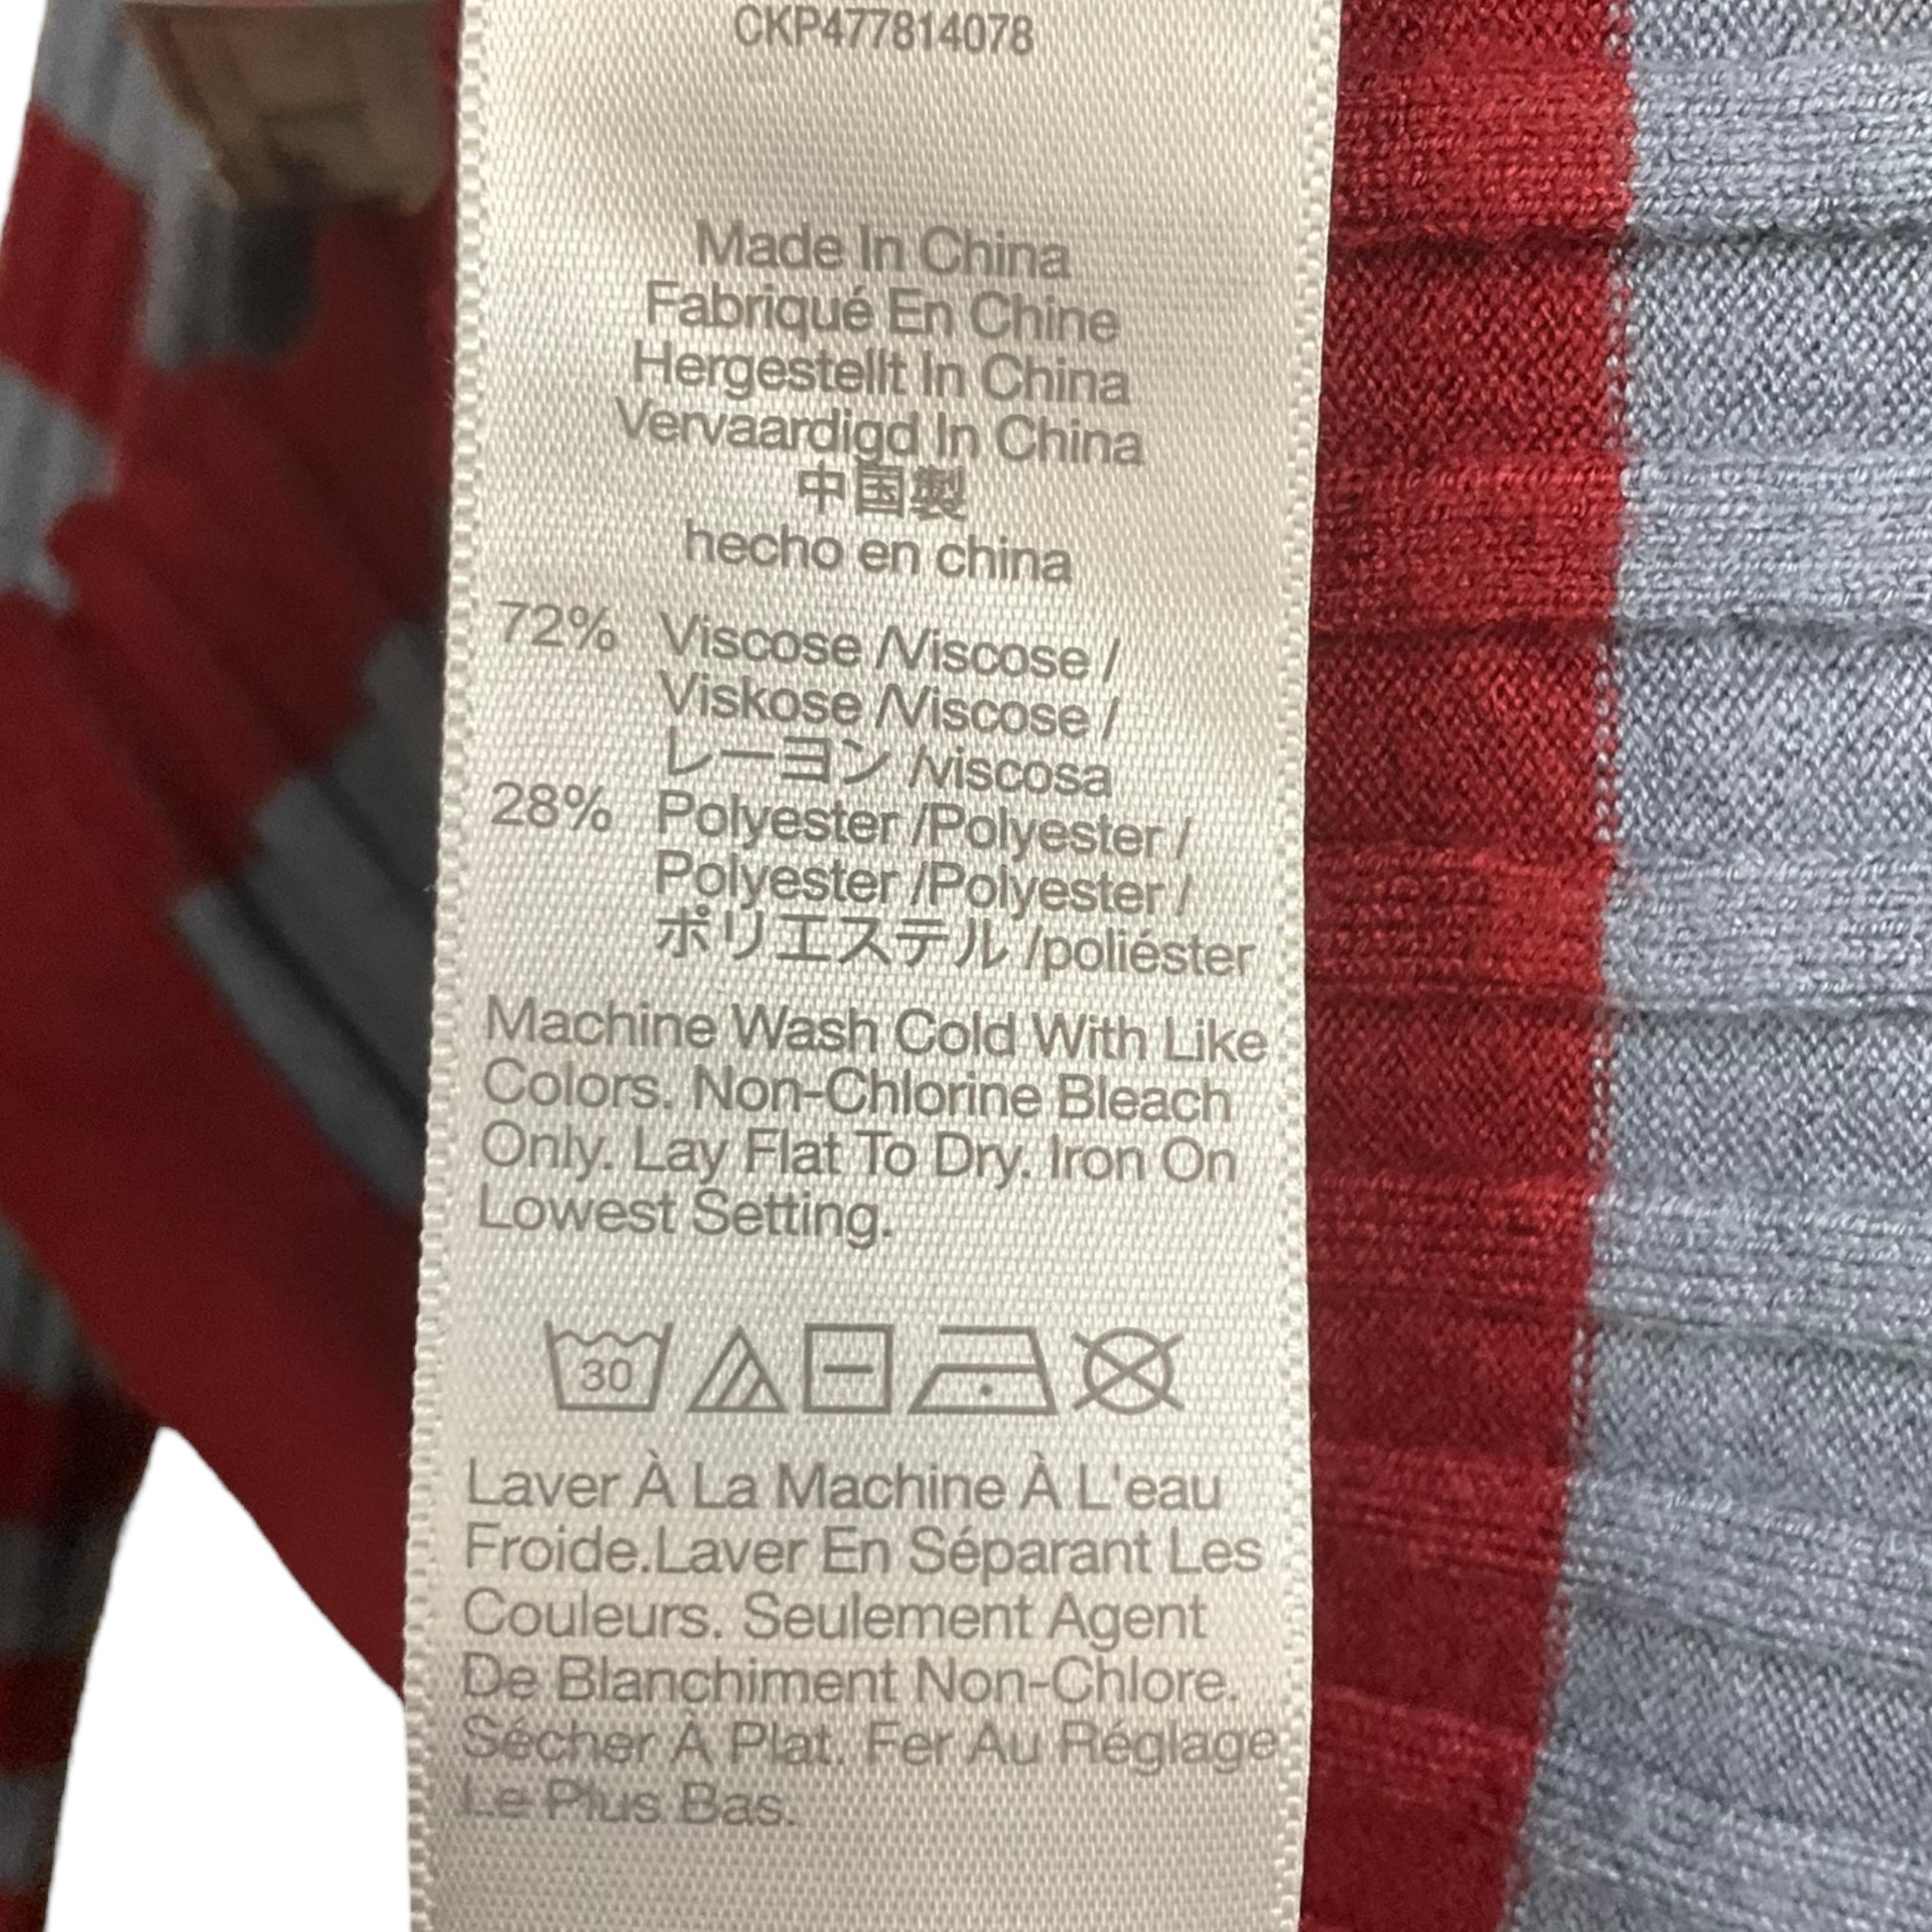 CKP477814078
Made In China
Fabriqué En Chine
Hergestellt In China
Vervaardigd In China
中国製
hecho en china
72% Viscose /Viscose /
Viskose /Viscose /
レーヨン /viscosa
28% Polyester /Polyester /
Polyester /Polyester /
ポリエステル /poliéster
Machine Wash Cold With Like
Colors. Non-Chlorine Bleach
Only. Lay Flat To Dry. Iron On
Lowest Setting.
30
Laver À La Machine À L'eau
Froide.Laver En Séparant Les
Couleurs. Seulement Agent
De Blanchiment Non-Chlore.
Sécher À Plat. Fer Au Réglage
Le Plus Bas.